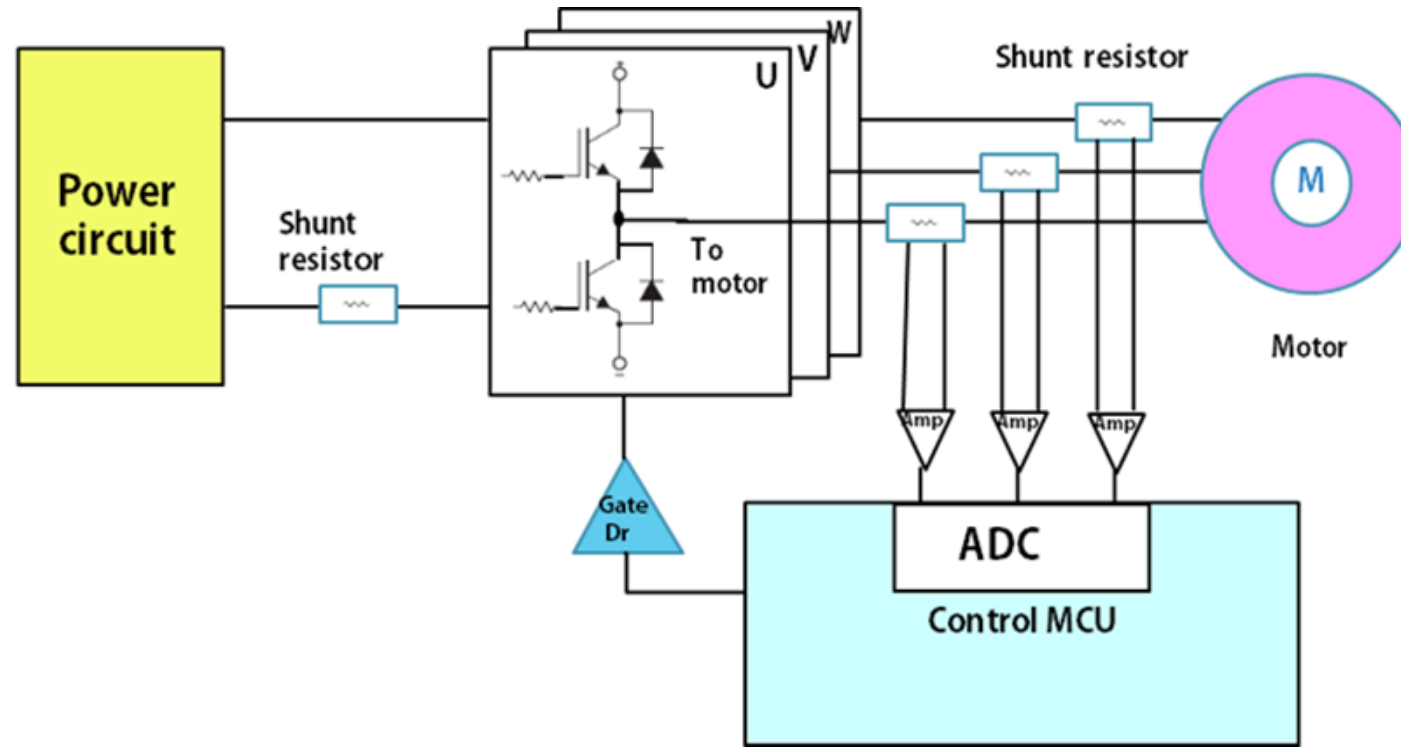 W
V
U
Shunt resistor
Power
circuit
Shunt
resistor
To
motor
M
Motor
Amp
Amp
Amp
Gate
Dr
ADC
Control MCU